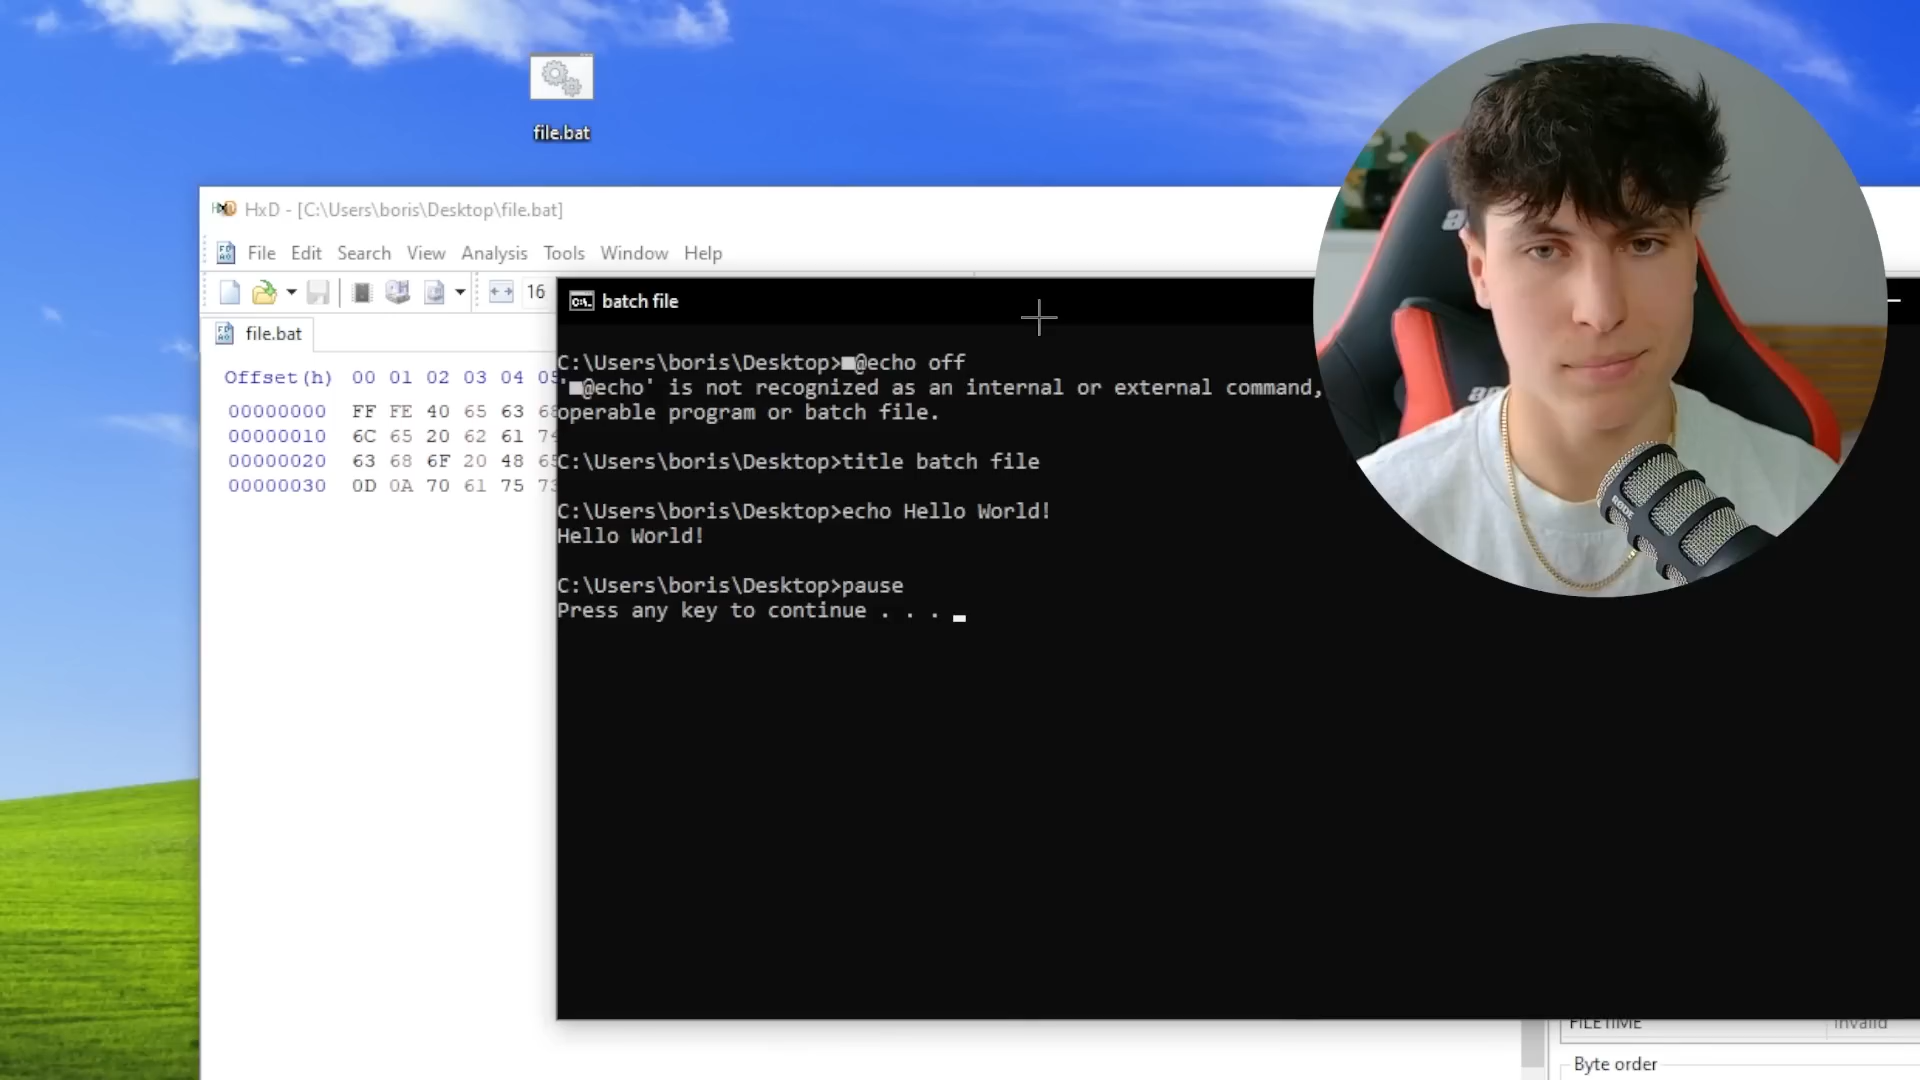 file.bat
HxD - [C:\Users\boris\Desktop\file.bat]
File Edit Search View Analysis Tools Window Help
16
batch file
file.bat
Offset(h) 00 01 02 03 04
00000000 FF FE 40 65 63
00000010 6C 65 20 62 61
00000020 63 68 6F 20 48
00000030 0D 0A 70 61 75
C:\Users\boris\Desktop>■@echo off
'■@echo' is not recognized as an internal or external command,
operable program or batch file.
C:\Users\boris\Desktop>title batch file
C:\Users\boris\Desktop>echo Hello World!
Hello World!
C:\Users\boris\Desktop>pause
Press any key to continue . . .
RØDE
FILETIME Invalid
Byte order